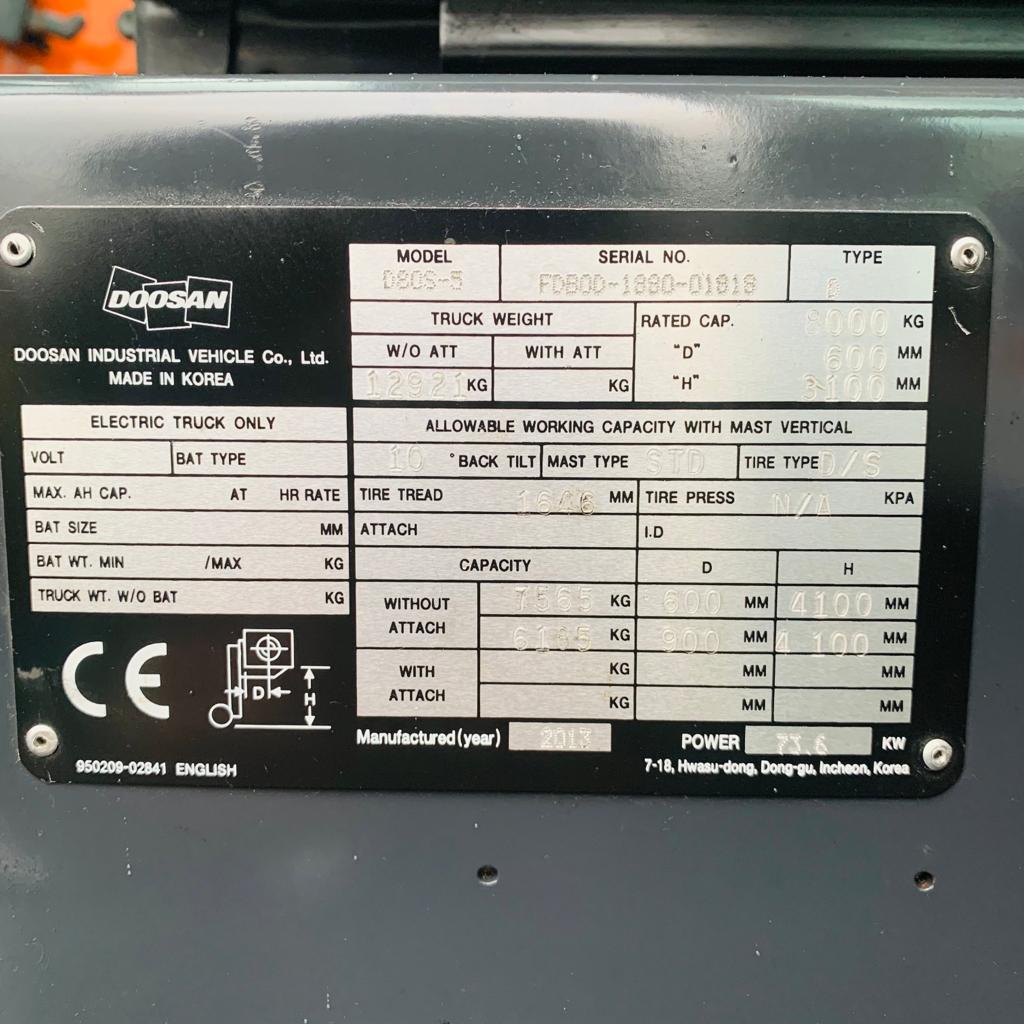 DOOSAN
DOOSAN INDUSTRIAL VEHICLE Co., Ltd.
MADE IN KOREA
MODEL SERIAL NO. TYPE
D80S-5
TRUCK WEIGHT RATED CAP. 8000 KG
W/O ATT WITH ATT "D" 600 MM
12921 KG KG "H" 3100 MM
ELECTRIC TRUCK ONLY
VOLT BAT TYPE
MAX. AH CAP. AT HR RATE
BAT SIZE MM
BAT WT. MIN /MAX KG
TRUCK WT. W/O BAT KG
ALLOWABLE WORKING CAPACITY WITH MAST VERTICAL
10 °BACK TILT MAST TYPE STD TIRE TYPE D/S
TIRE TREAD 1646 MM TIRE PRESS N/A KPA
ATTACH I.D
CAPACITY D H
WITHOUT ATTACH 7565 KG 600 MM 4100 MM
KG 900 MM 4100 MM
WITH ATTACH KG MM MM
KG MM MM
CE
D H
Manufactured (year) 2013 POWER 73.6 KW
950209-02841 ENGLISH
7-18, Hwasu-dong, Dong-gu, Incheon, Korea